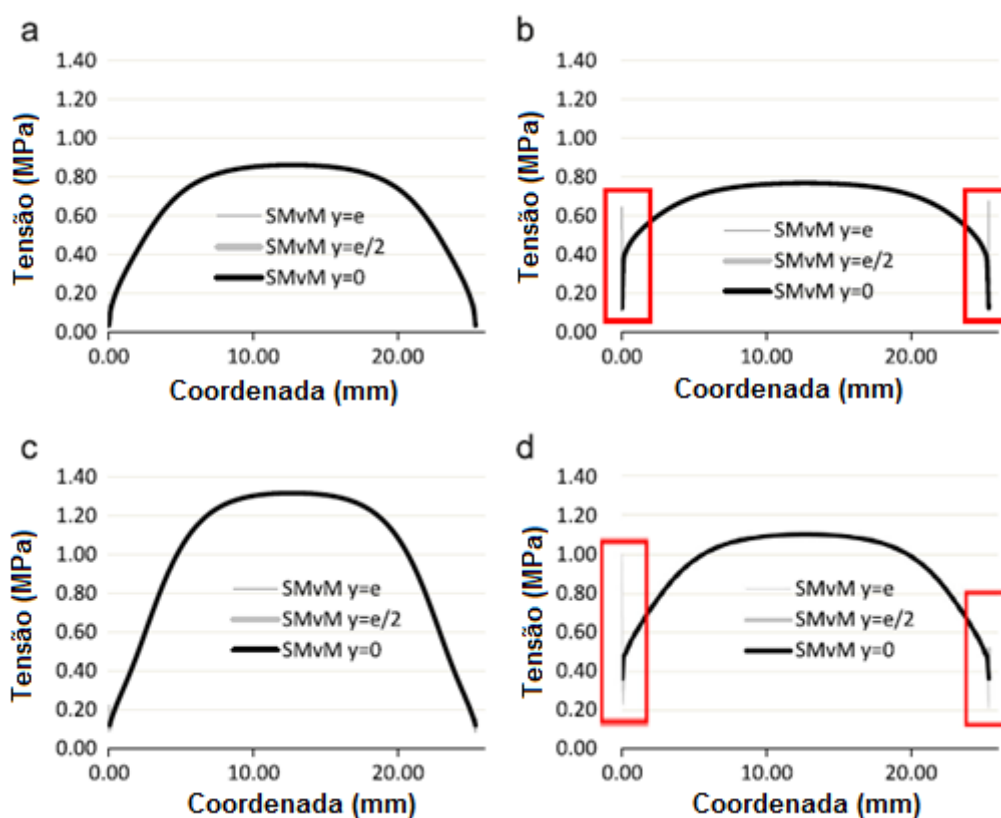 a
1.40
1.20
1.00
0.80
0.60
0.40
0.20
0.00
Tensão (MPa)
SMvM y=e
SMvM y=e/2
SMvM y=0
0.00 10.00 20.00
Coordenada (mm)
b
1.40
1.20
1.00
0.80
0.60
0.40
0.20
0.00
Tensão (MPa)
SMvM y=e
SMvM y=e/2
SMvM y=0
0.00 10.00 20.00
Coordenada (mm)
c
1.40
1.20
1.00
0.80
0.60
0.40
0.20
0.00
Tensão (MPa)
SMvM y=e
SMvM y=e/2
SMvM y=0
0.00 10.00 20.00
Coordenada (mm)
d
1.40
1.20
1.00
0.80
0.60
0.40
0.20
0.00
Tensão (MPa)
SMvM y=e
SMvM y=e/2
SMvM y=0
0.00 10.00 20.00
Coordenada (mm)